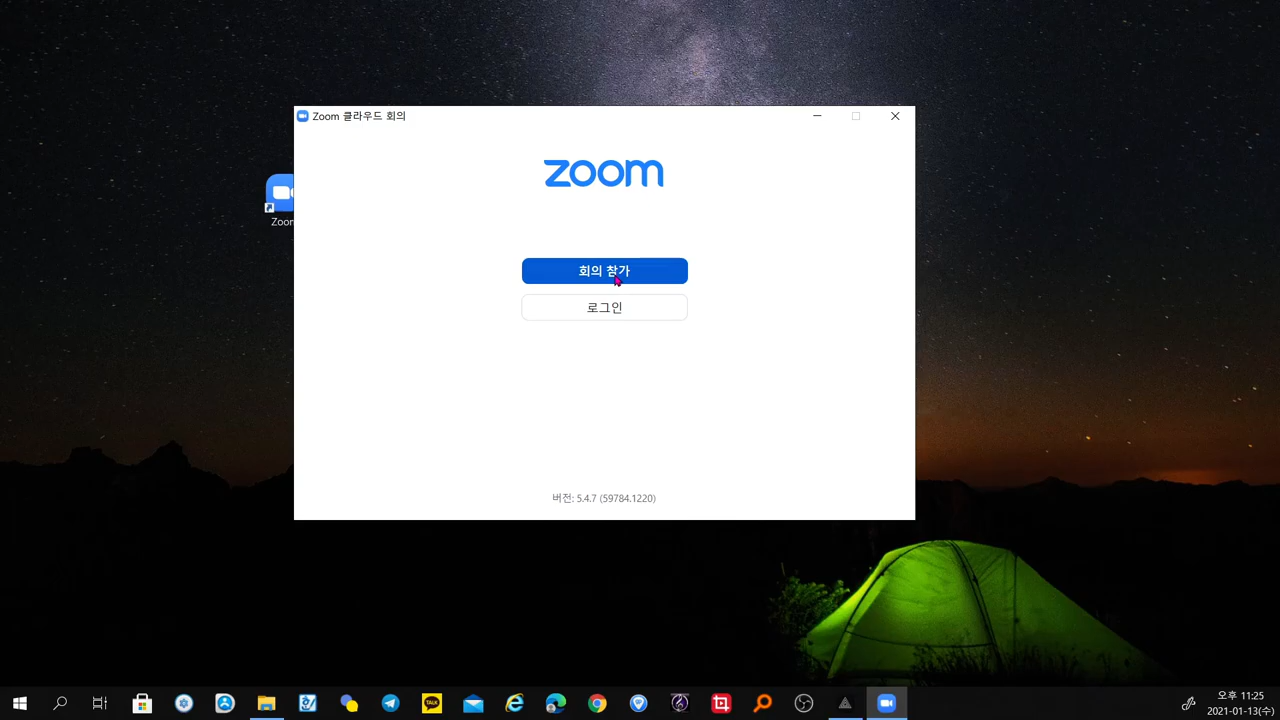 Zoom 클라우드 회의
zoom
Zoom
회의 참가
로그인
버전: 5.4.7 (59784.1220)
TALK
오후 11:25
2021-01-13(수)